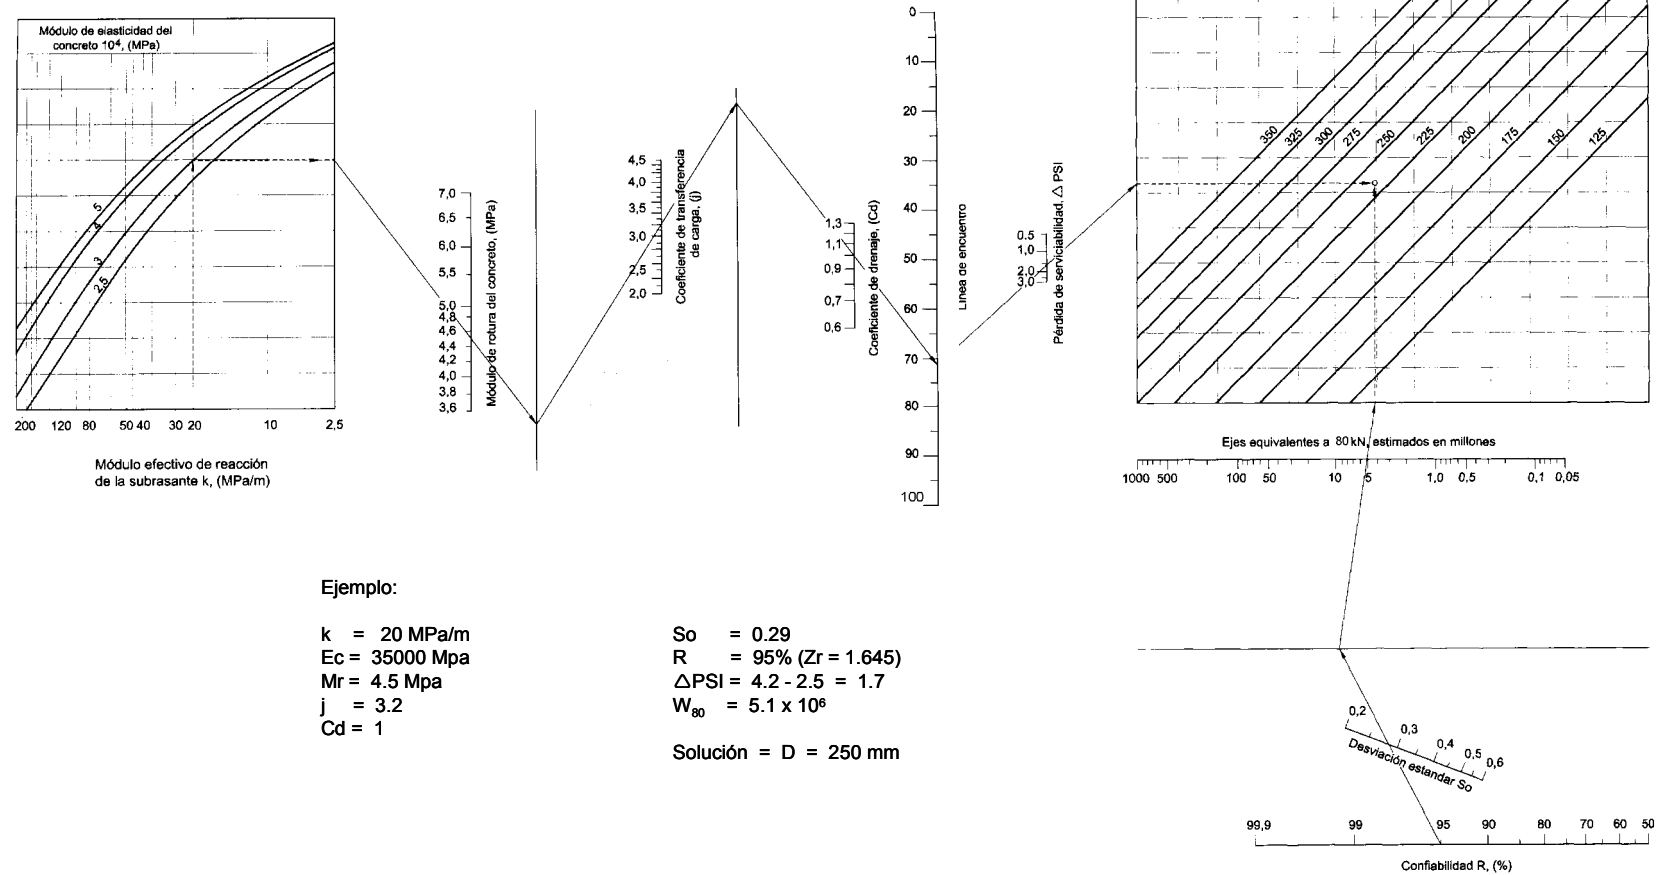 Módulo de elasticidad del
concreto 10⁴, (MPa)
5
4
3
2,5
200 120 80 50 40 30 20 10 2,5
Módulo efectivo de reacción
de la subrasante k, (MPa/m)
7,0
6,5
6,0
5,5
5,0
4,8
4,6
4,4
4,2
4,0
3,8
3,6
Módulo de rotura del concreto, (MPa)
4,5
4,0
3,5
3,0
2,5
2,0
Coeficiente de transferencia
de carga, (j)
1,3
1,1
0,9
0,7
0,6
Coeficiente de drenaje, (Cd)
0
10
20
30
40
50
60
70
80
90
100
Línea de encuentro
0.5
1,0
2.0
3,0
Pérdida de serviciabilidad, △ PSI
350 325 300 275 250 225 200 175 150 125
Ejes equivalentes a 80 kN, estimados en millones
1000 500 100 50 10 5 1,0 0,5 0,1 0,05
0,2 0,3 0,4 0,5 0,6
Desviación estandar So
99,9 99 95 90 80 70 60 50
Confiabilidad R, (%)
Ejemplo:
k = 20 MPa/m
Ec = 35000 Mpa
Mr = 4.5 Mpa
j = 3.2
Cd = 1
So = 0.29
R = 95% (Zr = 1.645)
△PSI = 4.2 - 2.5 = 1.7
W₈₀ = 5.1 x 10⁶
Solución = D = 250 mm